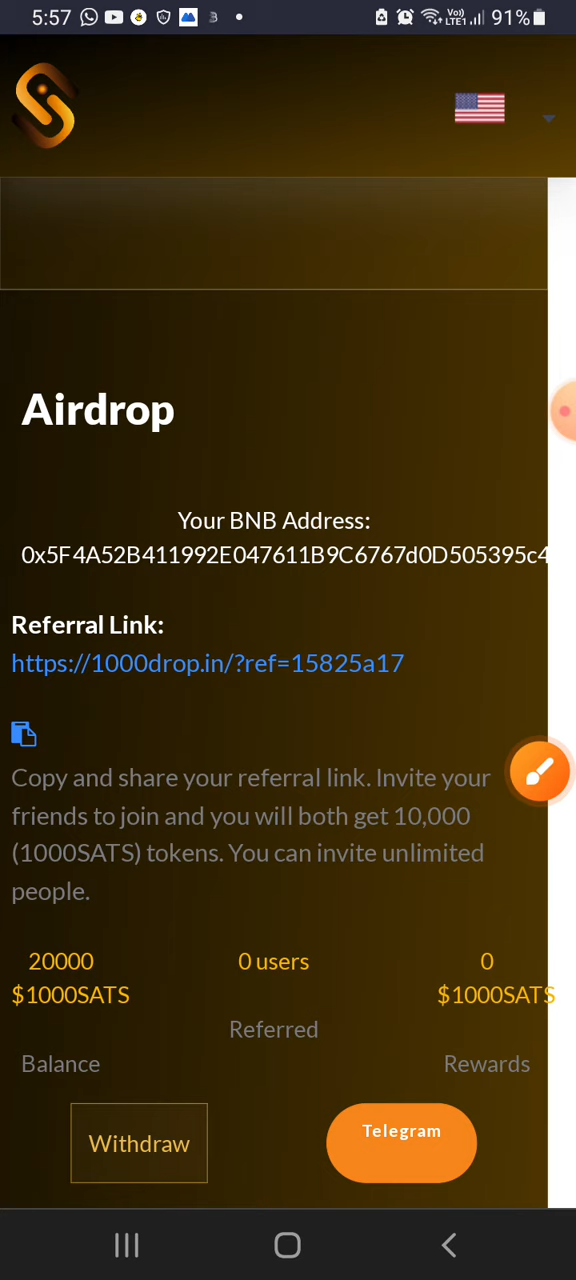 5:57
Vo))
LTE1
91%
Airdrop
Your BNB Address:
0x5F4A52B411992E047611B9C6767d0D505395c4
Referral Link:
https://1000drop.in/?ref=15825a17
Copy and share your referral link. Invite your
friends to join and you will both get 10,000
(1000SATS) tokens. You can invite unlimited
people.
20000
$1000SATS
Balance
0 users
Referred
0
$1000SATS
Rewards
Withdraw
Telegram